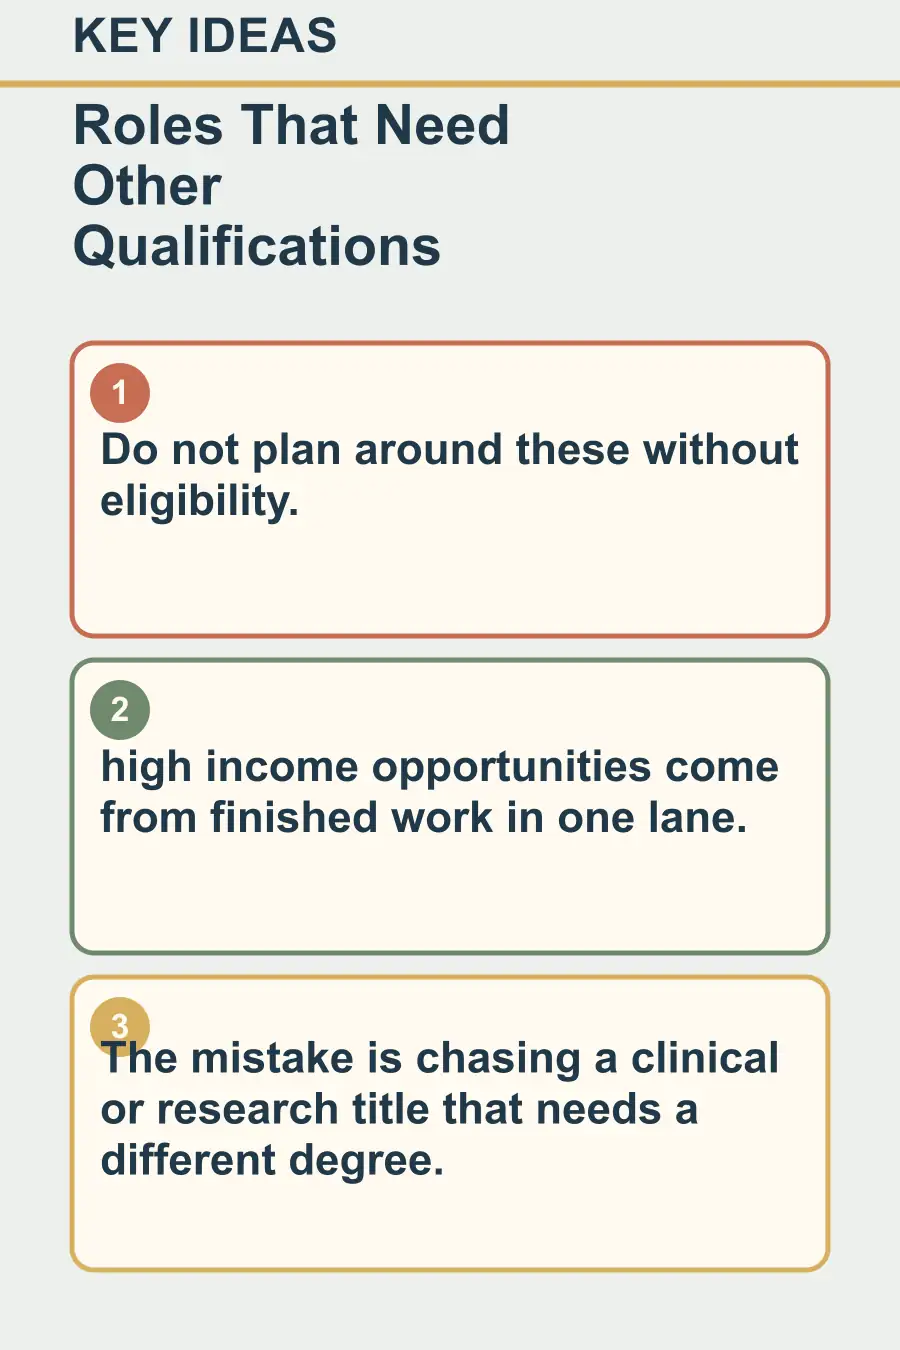 KEY IDEAS
Roles That Need
Other
Qualifications
1
Do not plan around these without
eligibility.
2
high income opportunities come
from finished work in one lane.
3
The mistake is chasing a clinical
or research title that needs a
different degree.